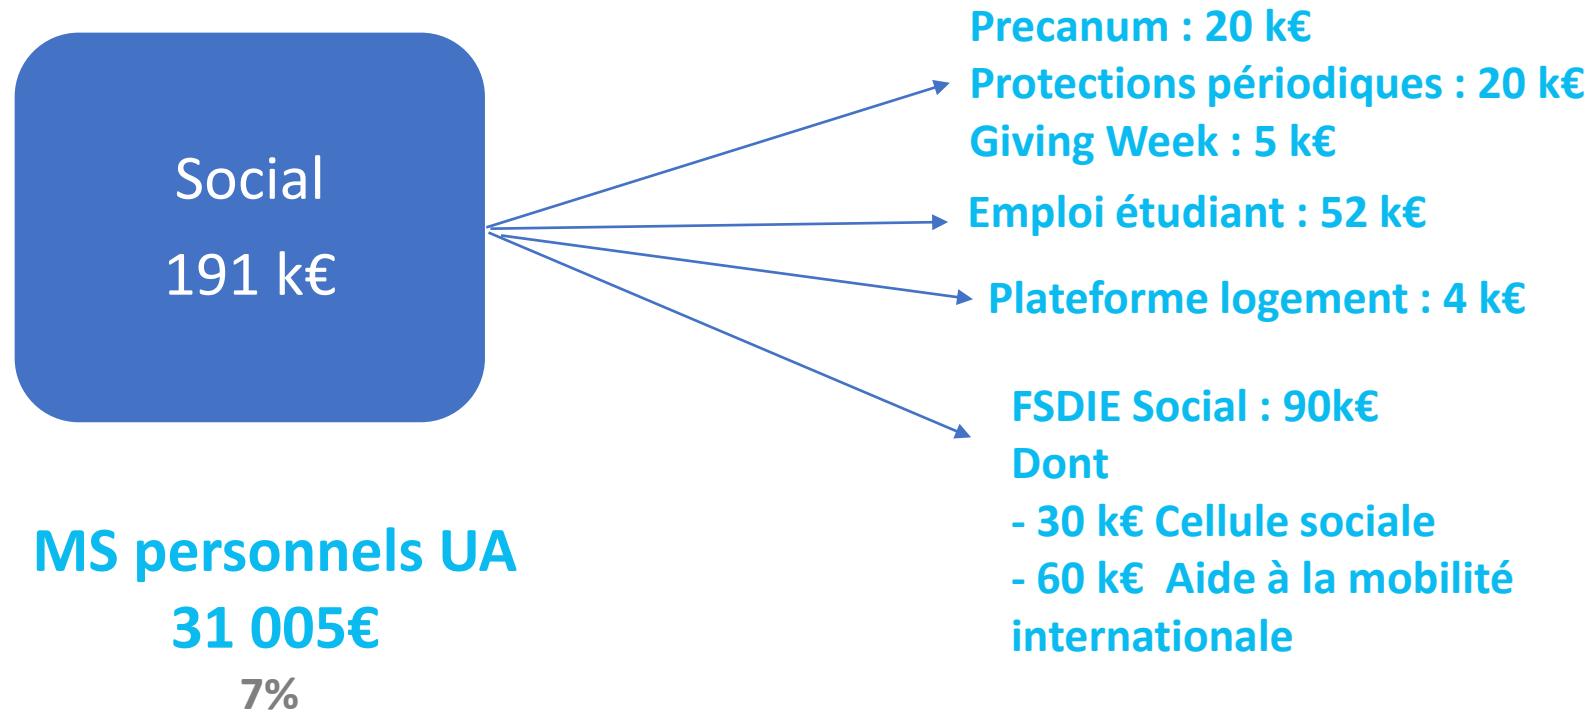 Social
191 k€
Precanum : 20 k€
Protections périodiques : 20 k€
Giving Week : 5 k€
Emploi étudiant : 52 k€
Plateforme logement : 4 k€
FSDIE Social : 90k€
Dont
- 30 k€ Cellule sociale
- 60 k€  Aide à la mobilité
internationale
MS personnels UA
31 005€
7%